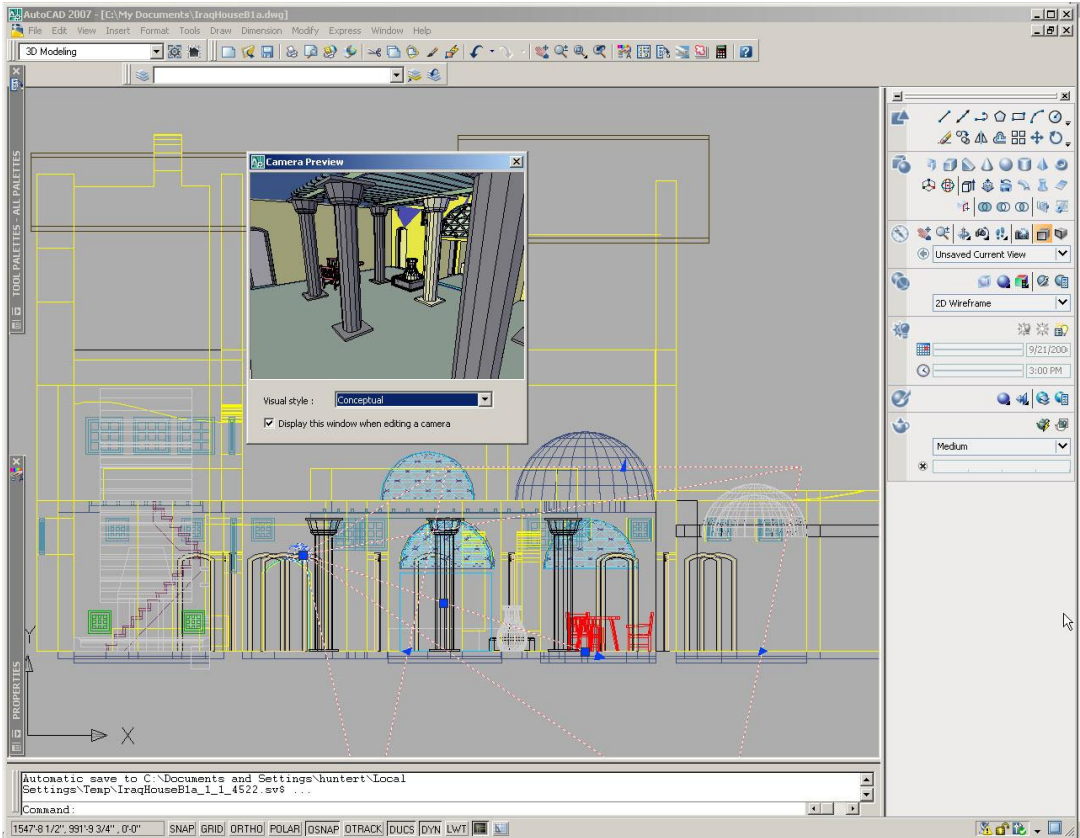 AutoCAD 2007 - [C:\My Documents\IraqHouseB1a.dwg]
File Edit View Insert Format Tools Draw Dimension Modify Express Window Help
3D Modeling
TOOL PALETTES - ALL PALETTES
Camera Preview
Visual style :
Conceptual
Display this window when editing a camera
Unsaved Current View
2D Wireframe
9/21/200
3:00 PM
Medium
Y
X
PROPERTIES
Automatic save to C:\Documents and Settings\huntert\Local
Settings\Temp\IraqHouseB1a_1_1_4522.sv$ ...
Command:
1547'-8 1/2", 991'-9 3/4" , 0'-0" SNAP GRID ORTHO POLAR OSNAP OTRACK DUCS DYN LWT